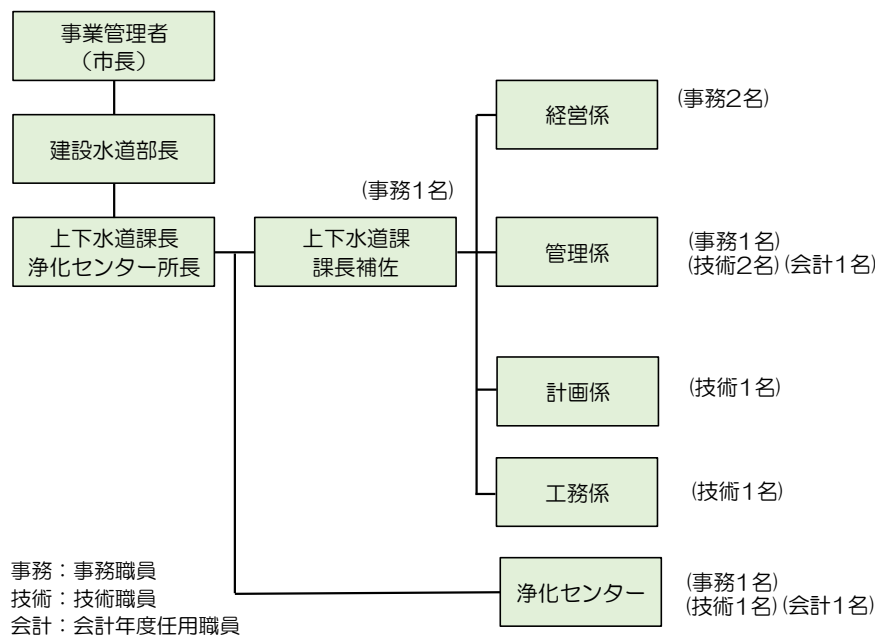 事業管理者
（市長）
建設水道部長
上下水道課長
浄化センター所長
(事務1名)
上下水道課
課長補佐
経営係
(事務2名)
管理係
(事務1名)
(技術2名)(会計1名)
計画係
(技術1名)
工務係
(技術1名)
浄化センター
(事務1名)
(技術1名)(会計1名)
事務：事務職員
技術：技術職員
会計：会計年度任用職員